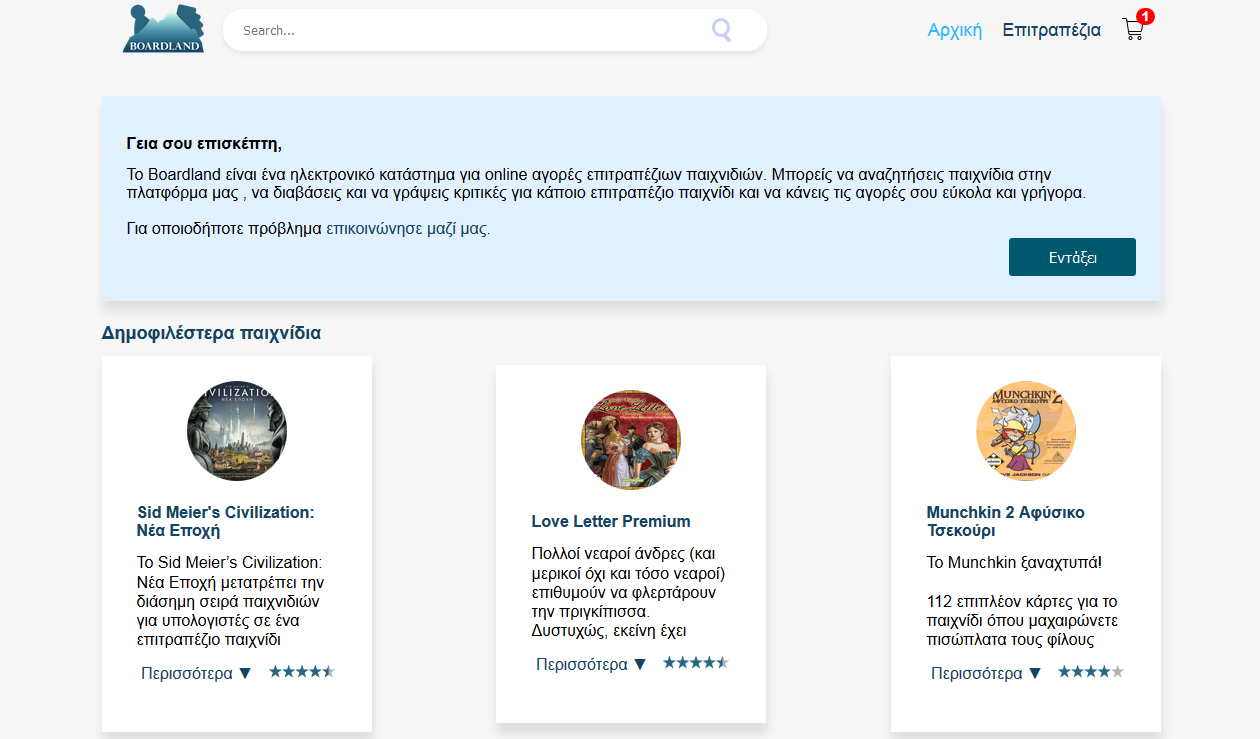 BOARDLAND
Search...
Αρχική
Επιτραπέζια
1
Γεια σου επισκέπτη,
Το Boardland είναι ένα ηλεκτρονικό κατάστημα για online αγορές επιτραπέζιων παιχνιδιών. Μπορείς να αναζητήσεις παιχνίδια στην
πλατφόρμα μας , να διαβάσεις και να γράψεις κριτικές για κάποιο επιτραπέζιο παιχνίδι και να κάνεις τις αγορές σου εύκολα και γρήγορα.
Για οποιοδήποτε πρόβλημα επικοινώνησε μαζί μας.
Εντάξει
Δημοφιλέστερα παιχνίδια
Sid Meier's Civilization:
Νέα Εποχή
Το Sid Meier’s Civilization:
Νέα Εποχή μετατρέπει την
διάσημη σειρά παιχνιδιών
για υπολογιστές σε ένα
επιτραπέζιο παιχνίδι
Περισσότερα ▼
Love Letter
Love Letter Premium
Πολλοί νεαροί άνδρες (και
μερικοί όχι και τόσο νεαροί)
επιθυμούν να φλερτάρουν
την πριγκίπισσα.
Δυστυχώς, εκείνη έχει
Περισσότερα ▼
MUNCHKIN 2
ΑΦΥΣΙΚΟ ΤΣΕΚΟΥΡΙ
Munchkin 2 Αφύσικο
Τσεκούρι
Το Munchkin ξαναχτυπά!
112 επιπλέον κάρτες για το
παιχνίδι όπου μαχαιρώνετε
πισώπλατα τους φίλους
Περισσότερα ▼